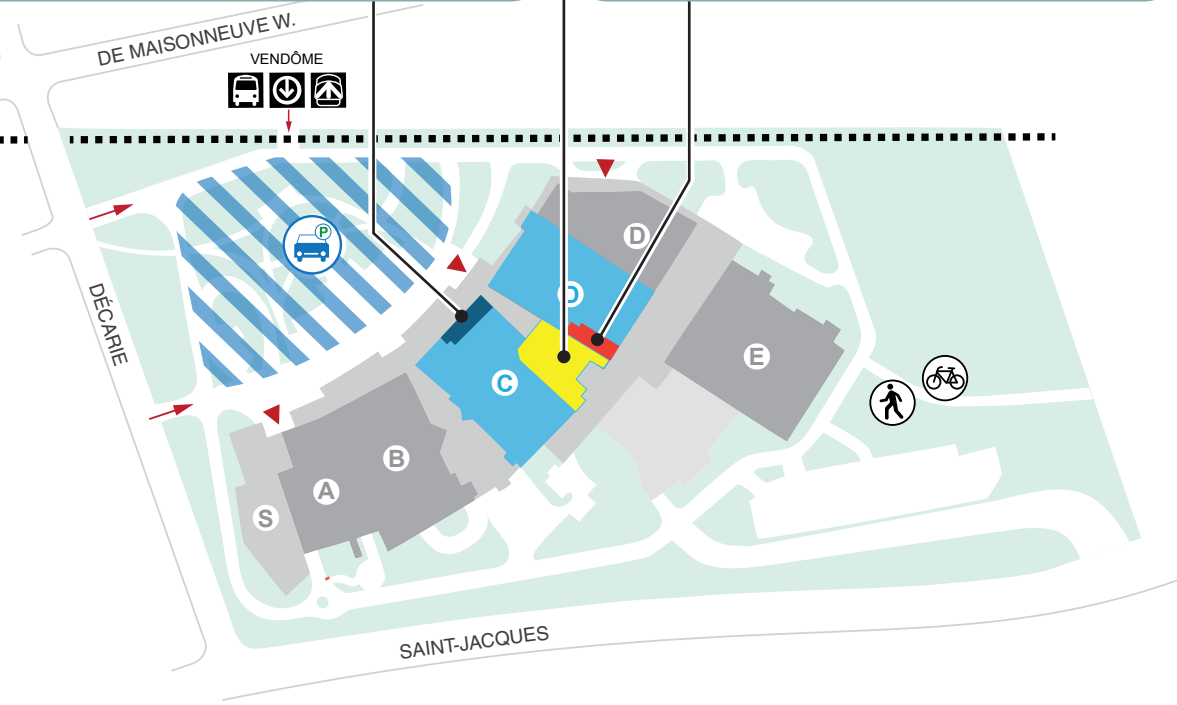 DE MAISONNEUVE W.
VENDÔME
P
D
D
E
C
B
A
S
DÉCARIE
SAINT-JACQUES